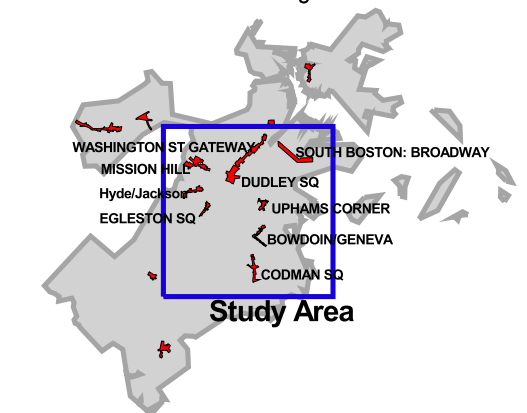 WASHINGTON ST GATEWAY
SOUTH BOSTON: BROADWAY
MISSION HILL
DUDLEY SQ
Hyde/Jackson
UPHAMS CORNER
EGLESTON SQ
BOWDOIN/GENEVA
CODMAN SQ
Study Area